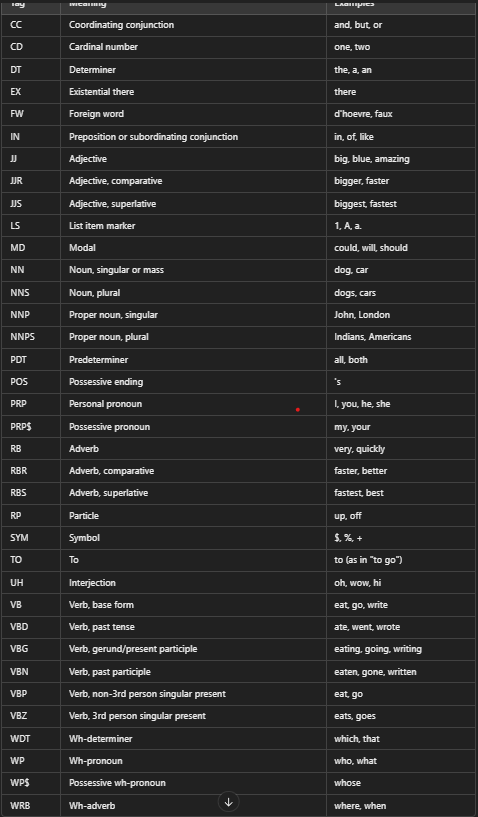 Tag Meaning Examples
CC Coordinating conjunction and, but, or
CD Cardinal number one, two
DT Determiner the, a, an
EX Existential there there
FW Foreign word d'hoevre, faux
IN Preposition or subordinating conjunction in, of, like
JJ Adjective big, blue, amazing
JJR Adjective, comparative bigger, faster
JJS Adjective, superlative biggest, fastest
LS List item marker 1, A, a.
MD Modal could, will, should
NN Noun, singular or mass dog, car
NNS Noun, plural dogs, cars
NNP Proper noun, singular John, London
NNPS Proper noun, plural Indians, Americans
PDT Predeterminer all, both
POS Possessive ending 's
PRP Personal pronoun I, you, he, she
PRP$ Possessive pronoun my, your
RB Adverb very, quickly
RBR Adverb, comparative faster, better
RBS Adverb, superlative fastest, best
RP Particle up, off
SYM Symbol $, %, +
TO To to (as in "to go")
UH Interjection oh, wow, hi
VB Verb, base form eat, go, write
VBD Verb, past tense ate, went, wrote
VBG Verb, gerund/present participle eating, going, writing
VBN Verb, past participle eaten, gone, written
VBP Verb, non-3rd person singular present eat, go
VBZ Verb, 3rd person singular present eats, goes
WDT Wh-determiner which, that
WP Wh-pronoun who, what
WP$ Possessive wh-pronoun whose
WRB Wh-adverb where, when